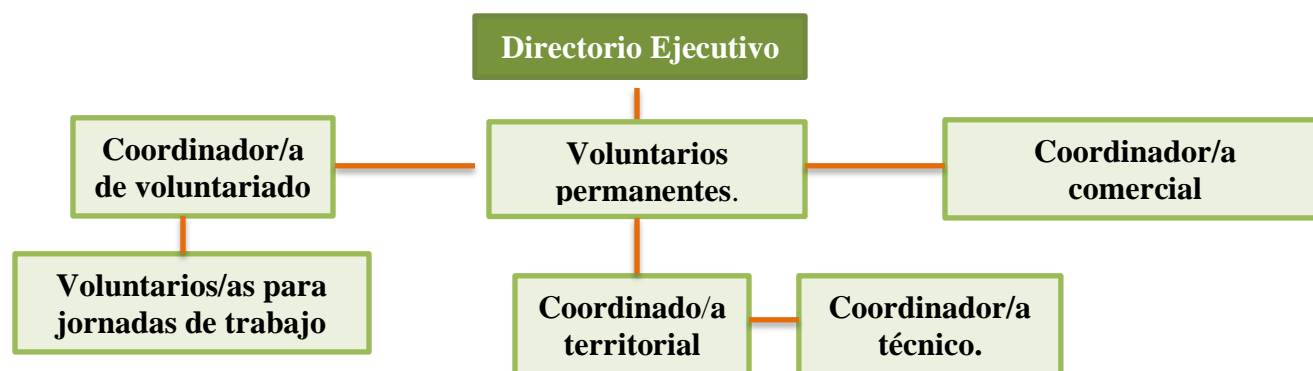 Directorio Ejecutivo
Coordinador/a
de voluntariado
Voluntarios
permanentes.
Coordinador/a
comercial
Voluntarios/as para
jornadas de trabajo
Coordinado/a
territorial
Coordinador/a
técnico.